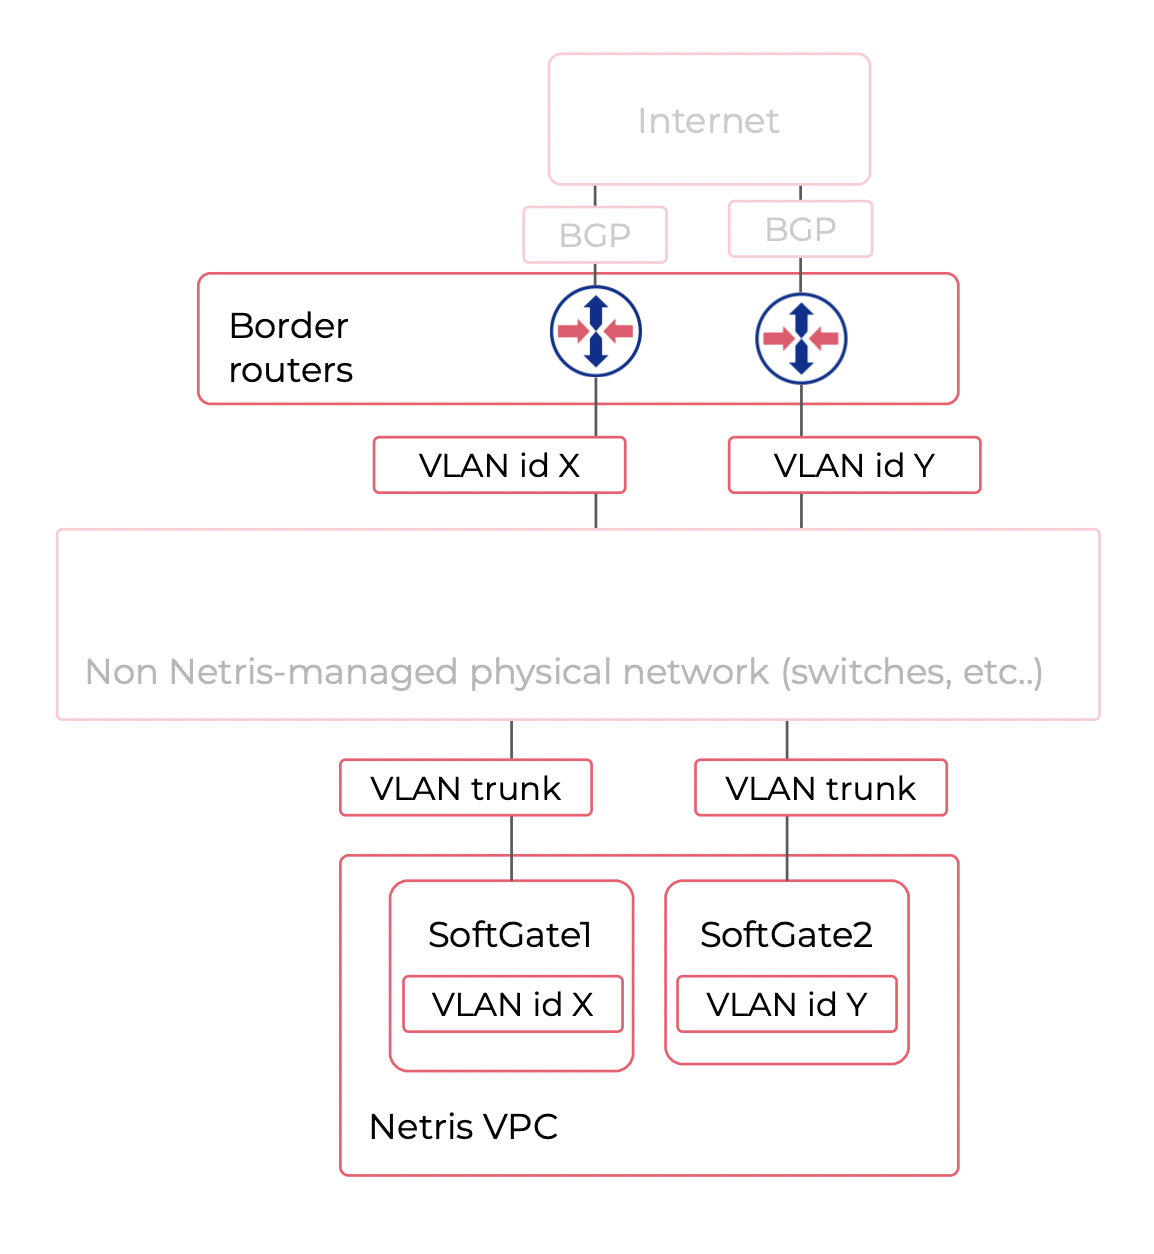 Internet
BGP
BGP
Border
routers
VLAN id X
VLAN id Y
Non Netris-managed physical network (switches, etc..)
VLAN trunk
VLAN trunk
SoftGate1
SoftGate2
VLAN id X
VLAN id Y
Netris VPC